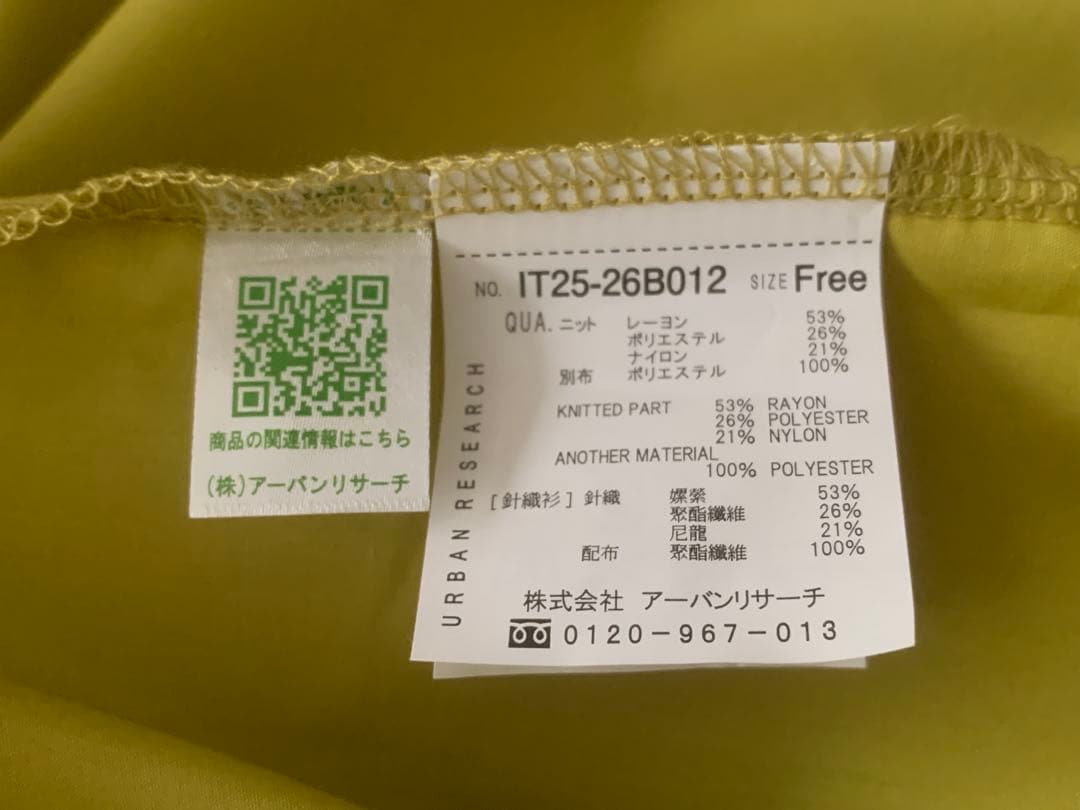 商品の関連情報はこちら
(株)アーバンリサーチ
URBAN RESEARCH
NO. IT25-26B012 SIZE Free
QUA. ニット レーヨン 53%
ポリエステル 26%
ナイロン 21%
別布 ポリエステル 100%
KNITTED PART 53% RAYON
26% POLYESTER
21% NYLON
ANOTHER MATERIAL
100% POLYESTER
[針織衫] 針織 嫘縈 53%
聚酯纖維 26%
尼龍 21%
配布 聚酯纖維 100%
株式会社 アーバンリサーチ
0120-967-013